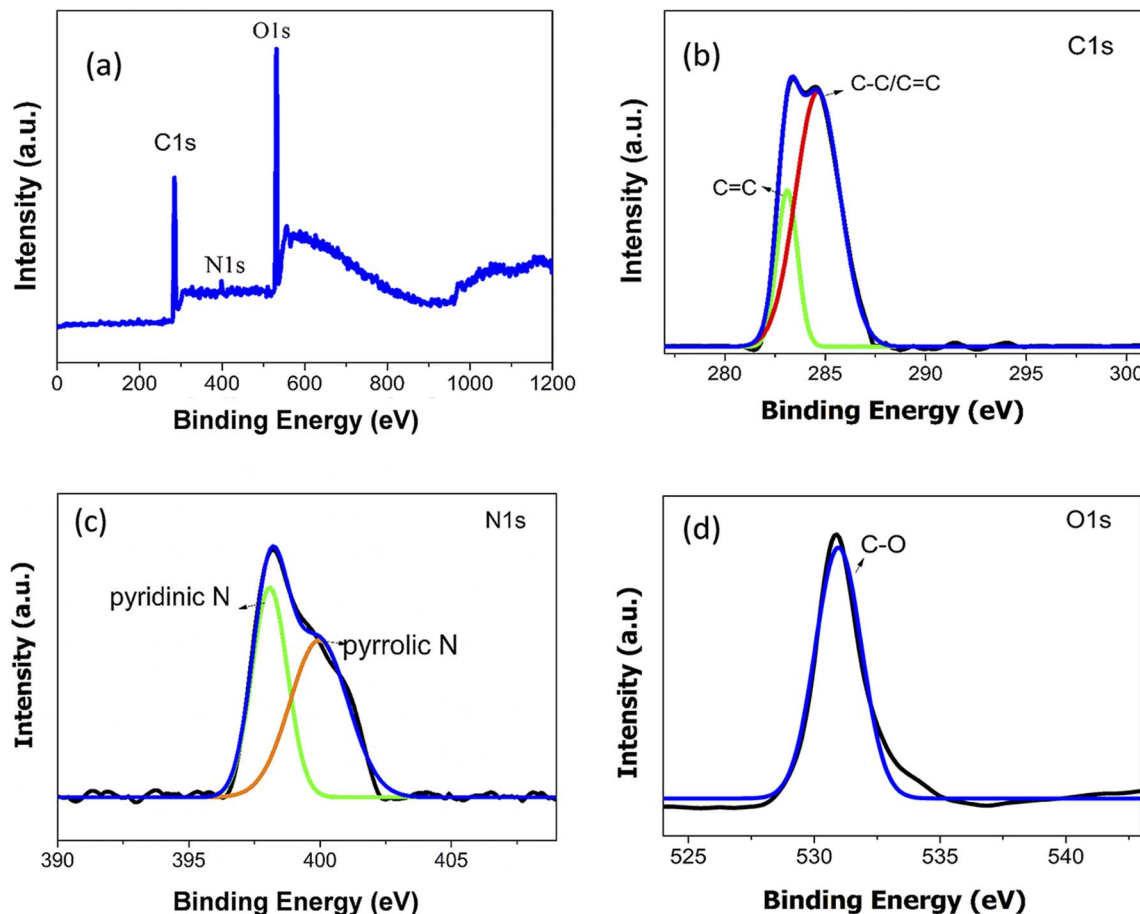 (a)
O1s
C1s
N1s
Intensity (a.u.)
0 200 400 600 800 1000 1200
Binding Energy (eV)
(b)
C1s
C-C/C=C
C=C
Intensity (a.u.)
280 285 290 295 300
Binding Energy (eV)
(c)
N1s
pyridinic N
pyrrolic N
Intensity (a.u.)
390 395 400 405
Binding Energy (eV)
(d)
O1s
C-O
Intensity (a.u.)
525 530 535 540
Binding Energy (eV)